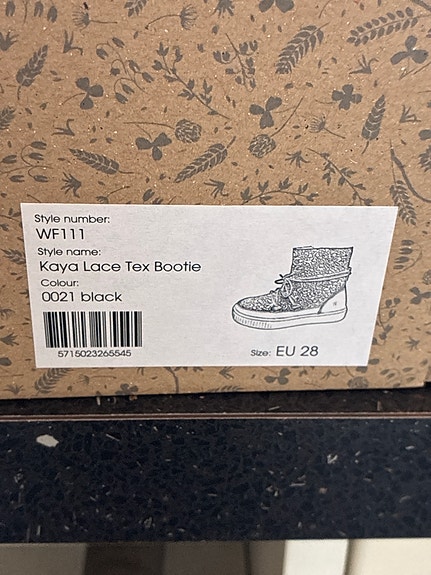 Style number:
WF111
Style name:
Kaya Lace Tex Bootie
Colour:
0021 black
5715023265545
Size: EU 28